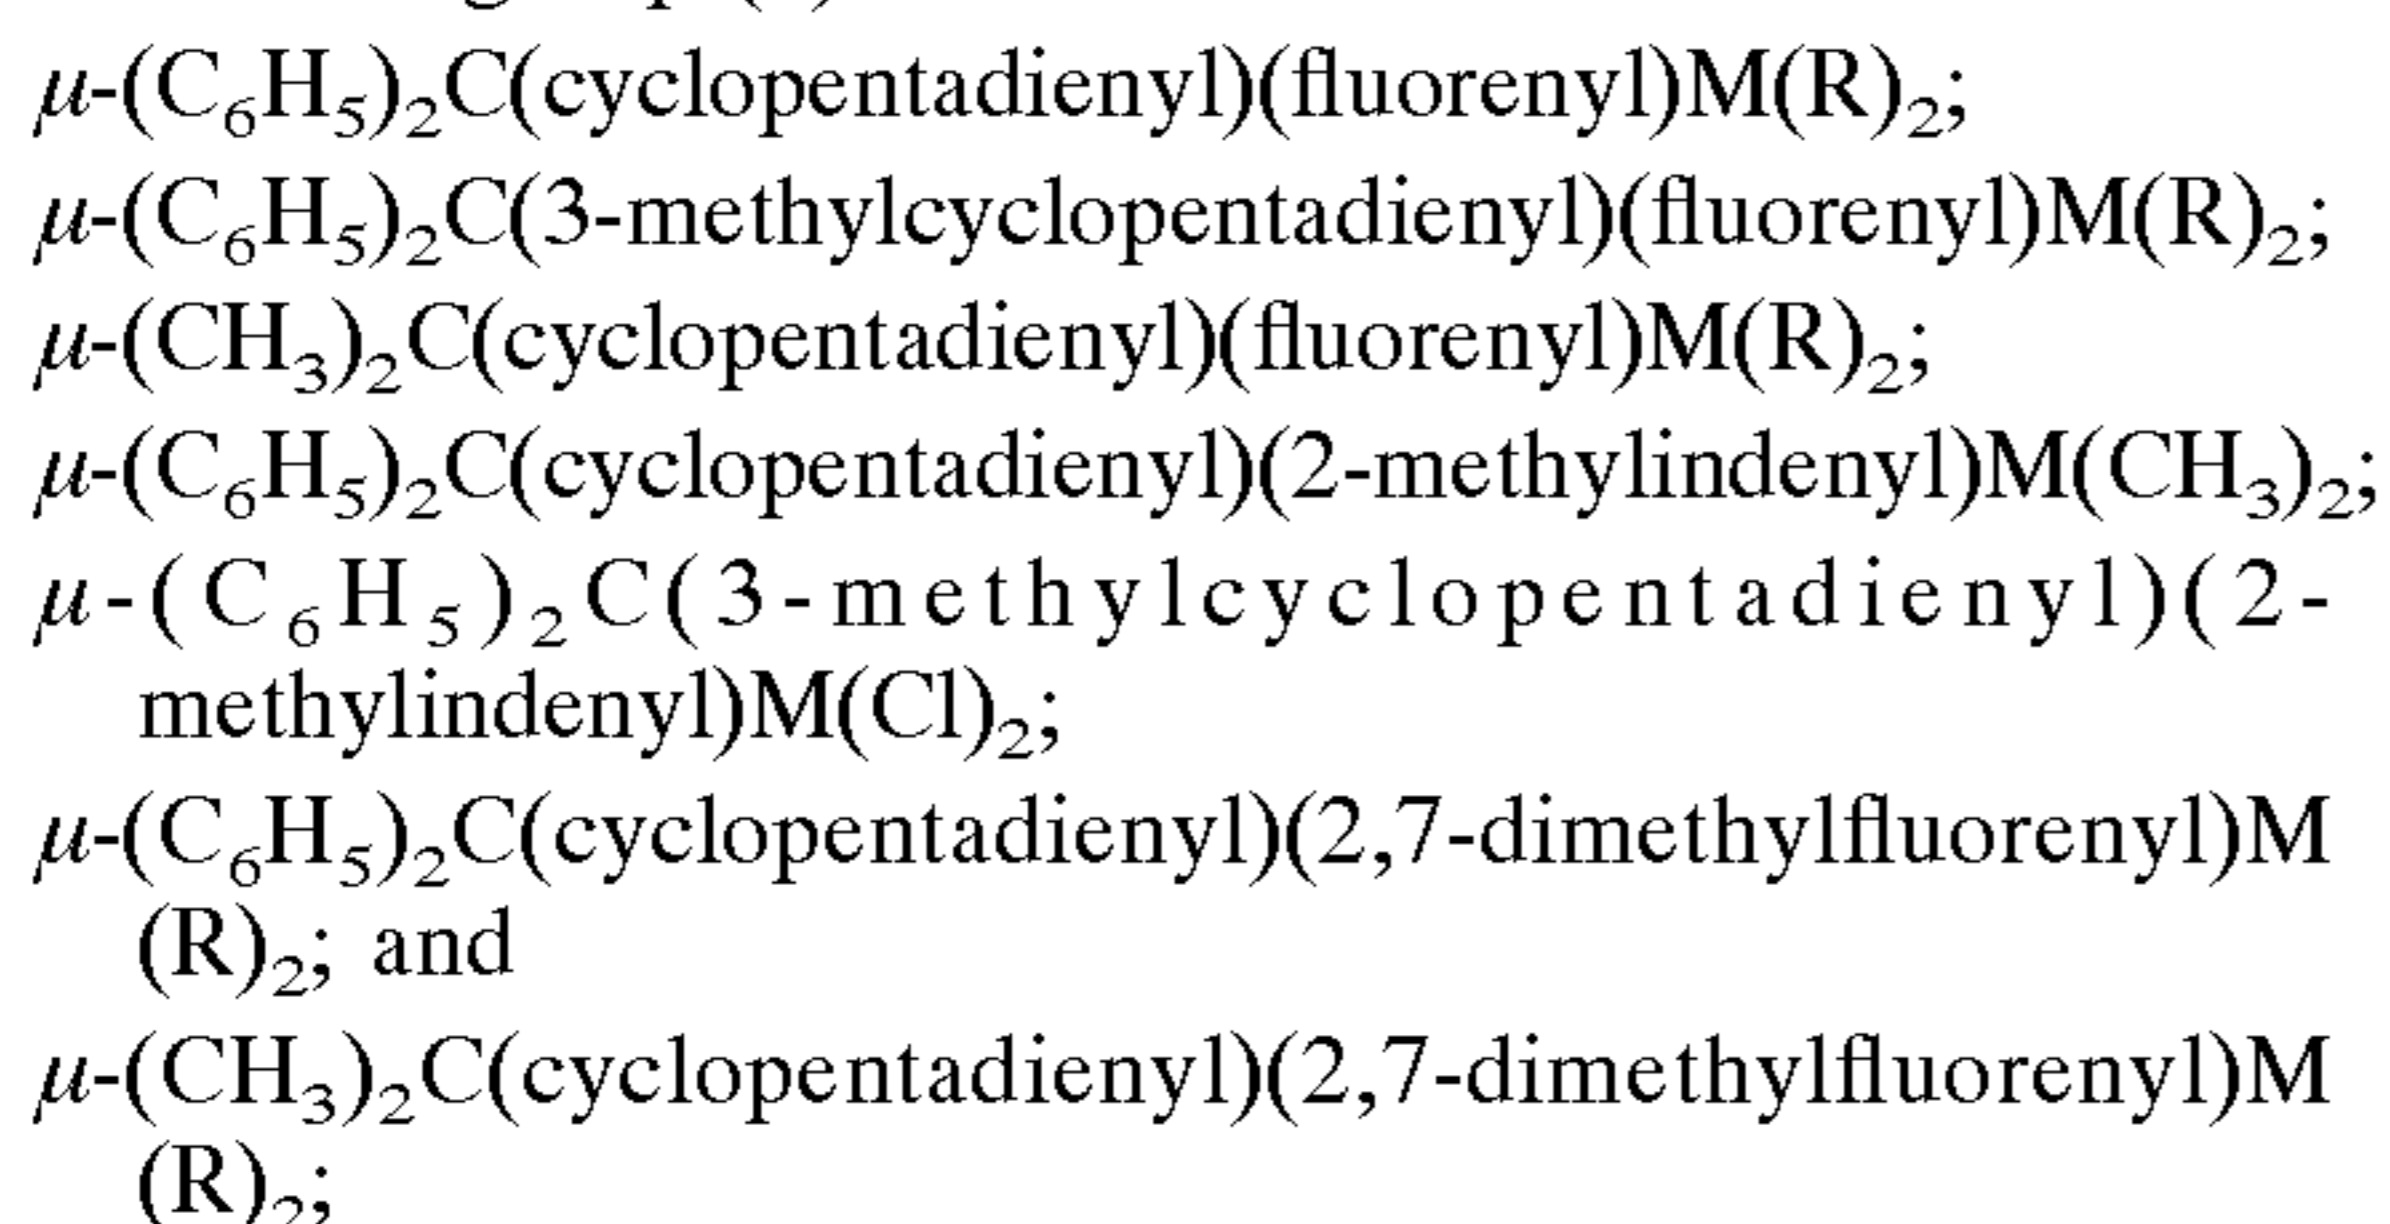 μ-(C₆H₅)₂C(cyclopentadienyl)(fluorenyl)M(R)₂;
μ-(C₆H₅)₂C(3-methylcyclopentadienyl)(fluorenyl)M(R)₂;
μ-(CH₃)₂C(cyclopentadienyl)(fluorenyl)M(R)₂;
μ-(C₆H₅)₂C(cyclopentadienyl)(2-methylindenyl)M(CH₃)₂;
μ-(C₆H₅)₂C(3-methylcyclopentadienyl)(2-
methylindenyl)M(Cl)₂;
μ-(C₆H₅)₂C(cyclopentadienyl)(2,7-dimethylfluorenyl)M
(R)₂; and
μ-(CH₃)₂C(cyclopentadienyl)(2,7-dimethylfluorenyl)M
(R)₂;